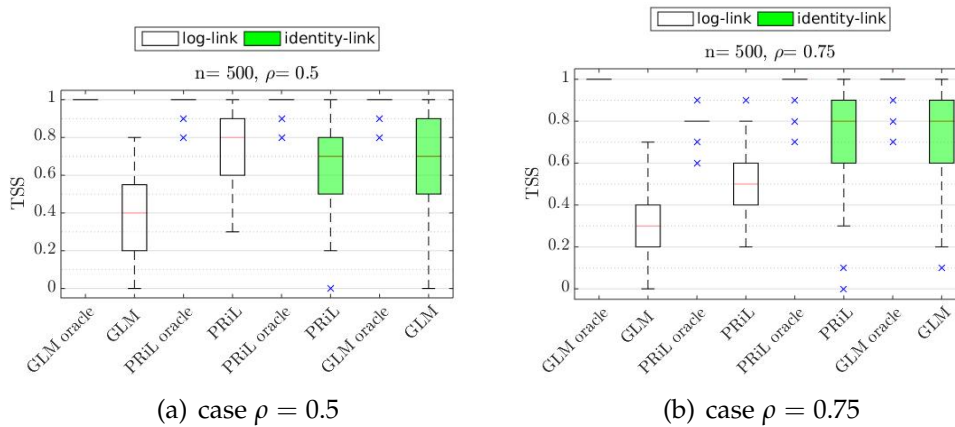 log-link identity-link
n= 500, ρ= 0.5
TSS
1
0.8
0.6
0.4
0.2
0
GLM oracle
GLM
PRiL oracle
PRiL
PRiL oracle
PRiL
GLM oracle
GLM
(a) case ρ = 0.5
log-link identity-link
n= 500, ρ= 0.75
TSS
1
0.8
0.6
0.4
0.2
0
GLM oracle
GLM
PRiL oracle
PRiL
PRiL oracle
PRiL
GLM oracle
GLM
(b) case ρ = 0.75